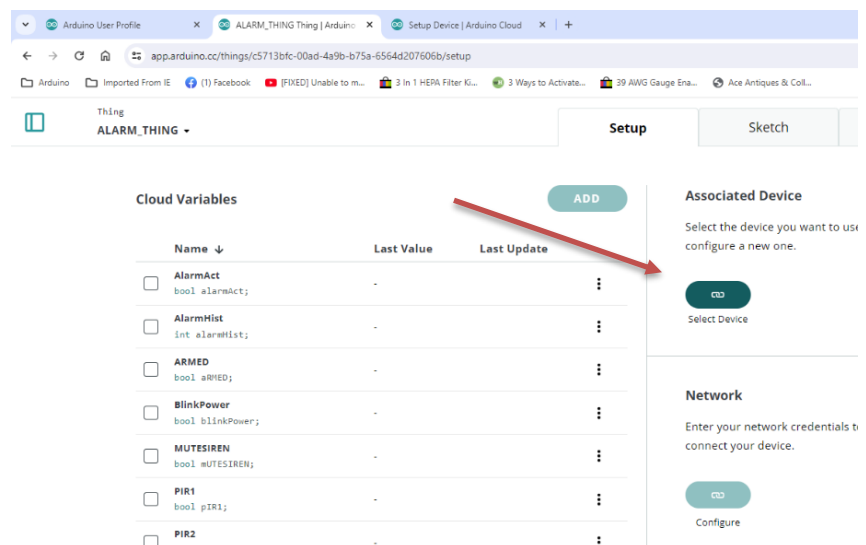 Arduino User Profile
ALARM_THING Thing | Arduino
Setup Device | Arduino Cloud
app.arduino.cc/things/c5713bfc-00ad-4a9b-b75a-6564d207606b/setup
Arduino
Imported From IE
(1) Facebook
[FIXED] Unable to m...
3 In 1 HEPA Filter Ki...
3 Ways to Activate...
39 AWG Gauge Ena...
Ace Antiques & Coll...
Thing
ALARM_THING
Setup
Sketch
Cloud Variables
ADD
Name ↓ Last Value Last Update
AlarmAct
bool alarmAct;
-
AlarmHist
int alarmHist;
-
ARMED
bool aRMED;
-
BlinkPower
bool blinkPower;
-
MUTESIREN
bool mUTESIREN;
-
PIR1
bool pIR1;
-
PIR2
-
Associated Device
Select the device you want to use
configure a new one.
Select Device
Network
Enter your network credentials to
connect your device.
Configure